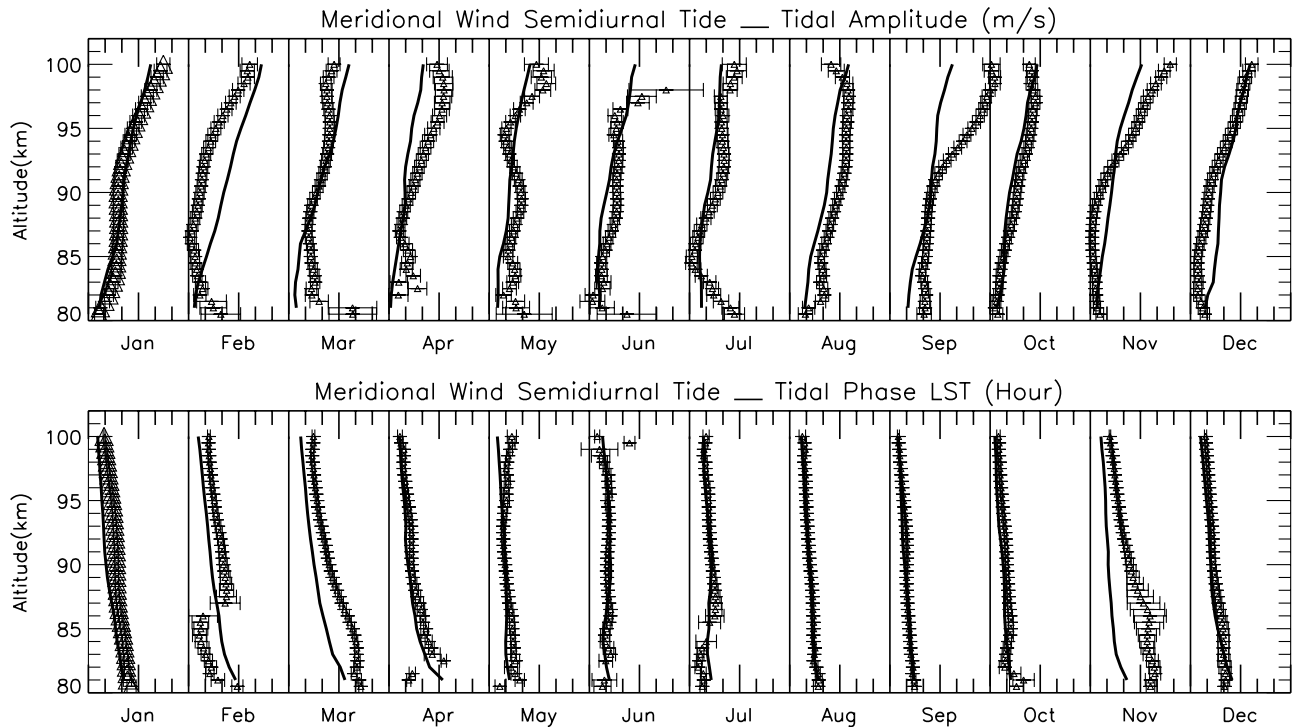 Meridional Wind Semidiurnal Tide __ Tidal Amplitude (m/s)
100
95
90
85
80
Altitude(km)
Jan Feb Mar Apr May Jun Jul Aug Sep Oct Nov Dec
Meridional Wind Semidiurnal Tide __ Tidal Phase LST (Hour)
100
95
90
85
80
Altitude(km)
Jan Feb Mar Apr May Jun Jul Aug Sep Oct Nov Dec